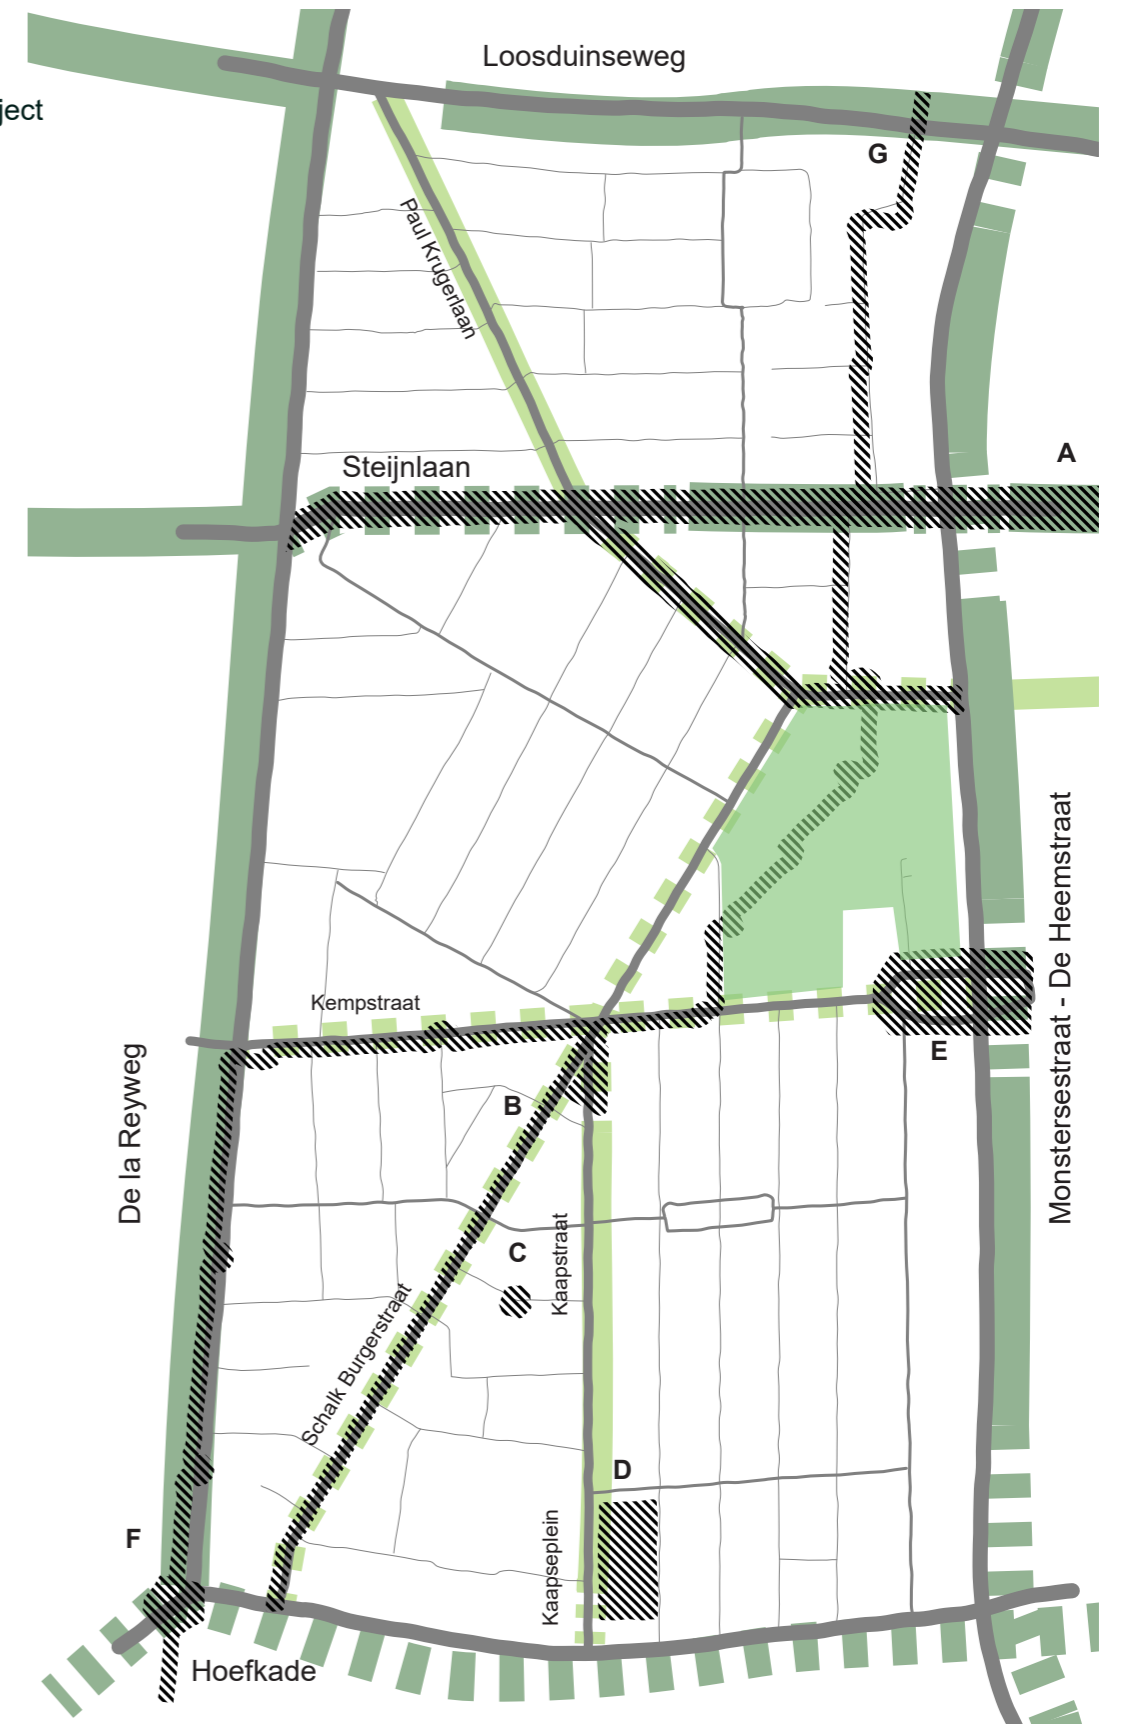 Loosduinseweg
ject
G
Paul Krugerlaan
A
Steijnlaan
Kempstraat
Monstersestraat - De Heemstraat
E
De la Reyweg
B
C
Kaapstraat
Schalk Burgerstraat
D
F
Kaapseplein
Hoefkade